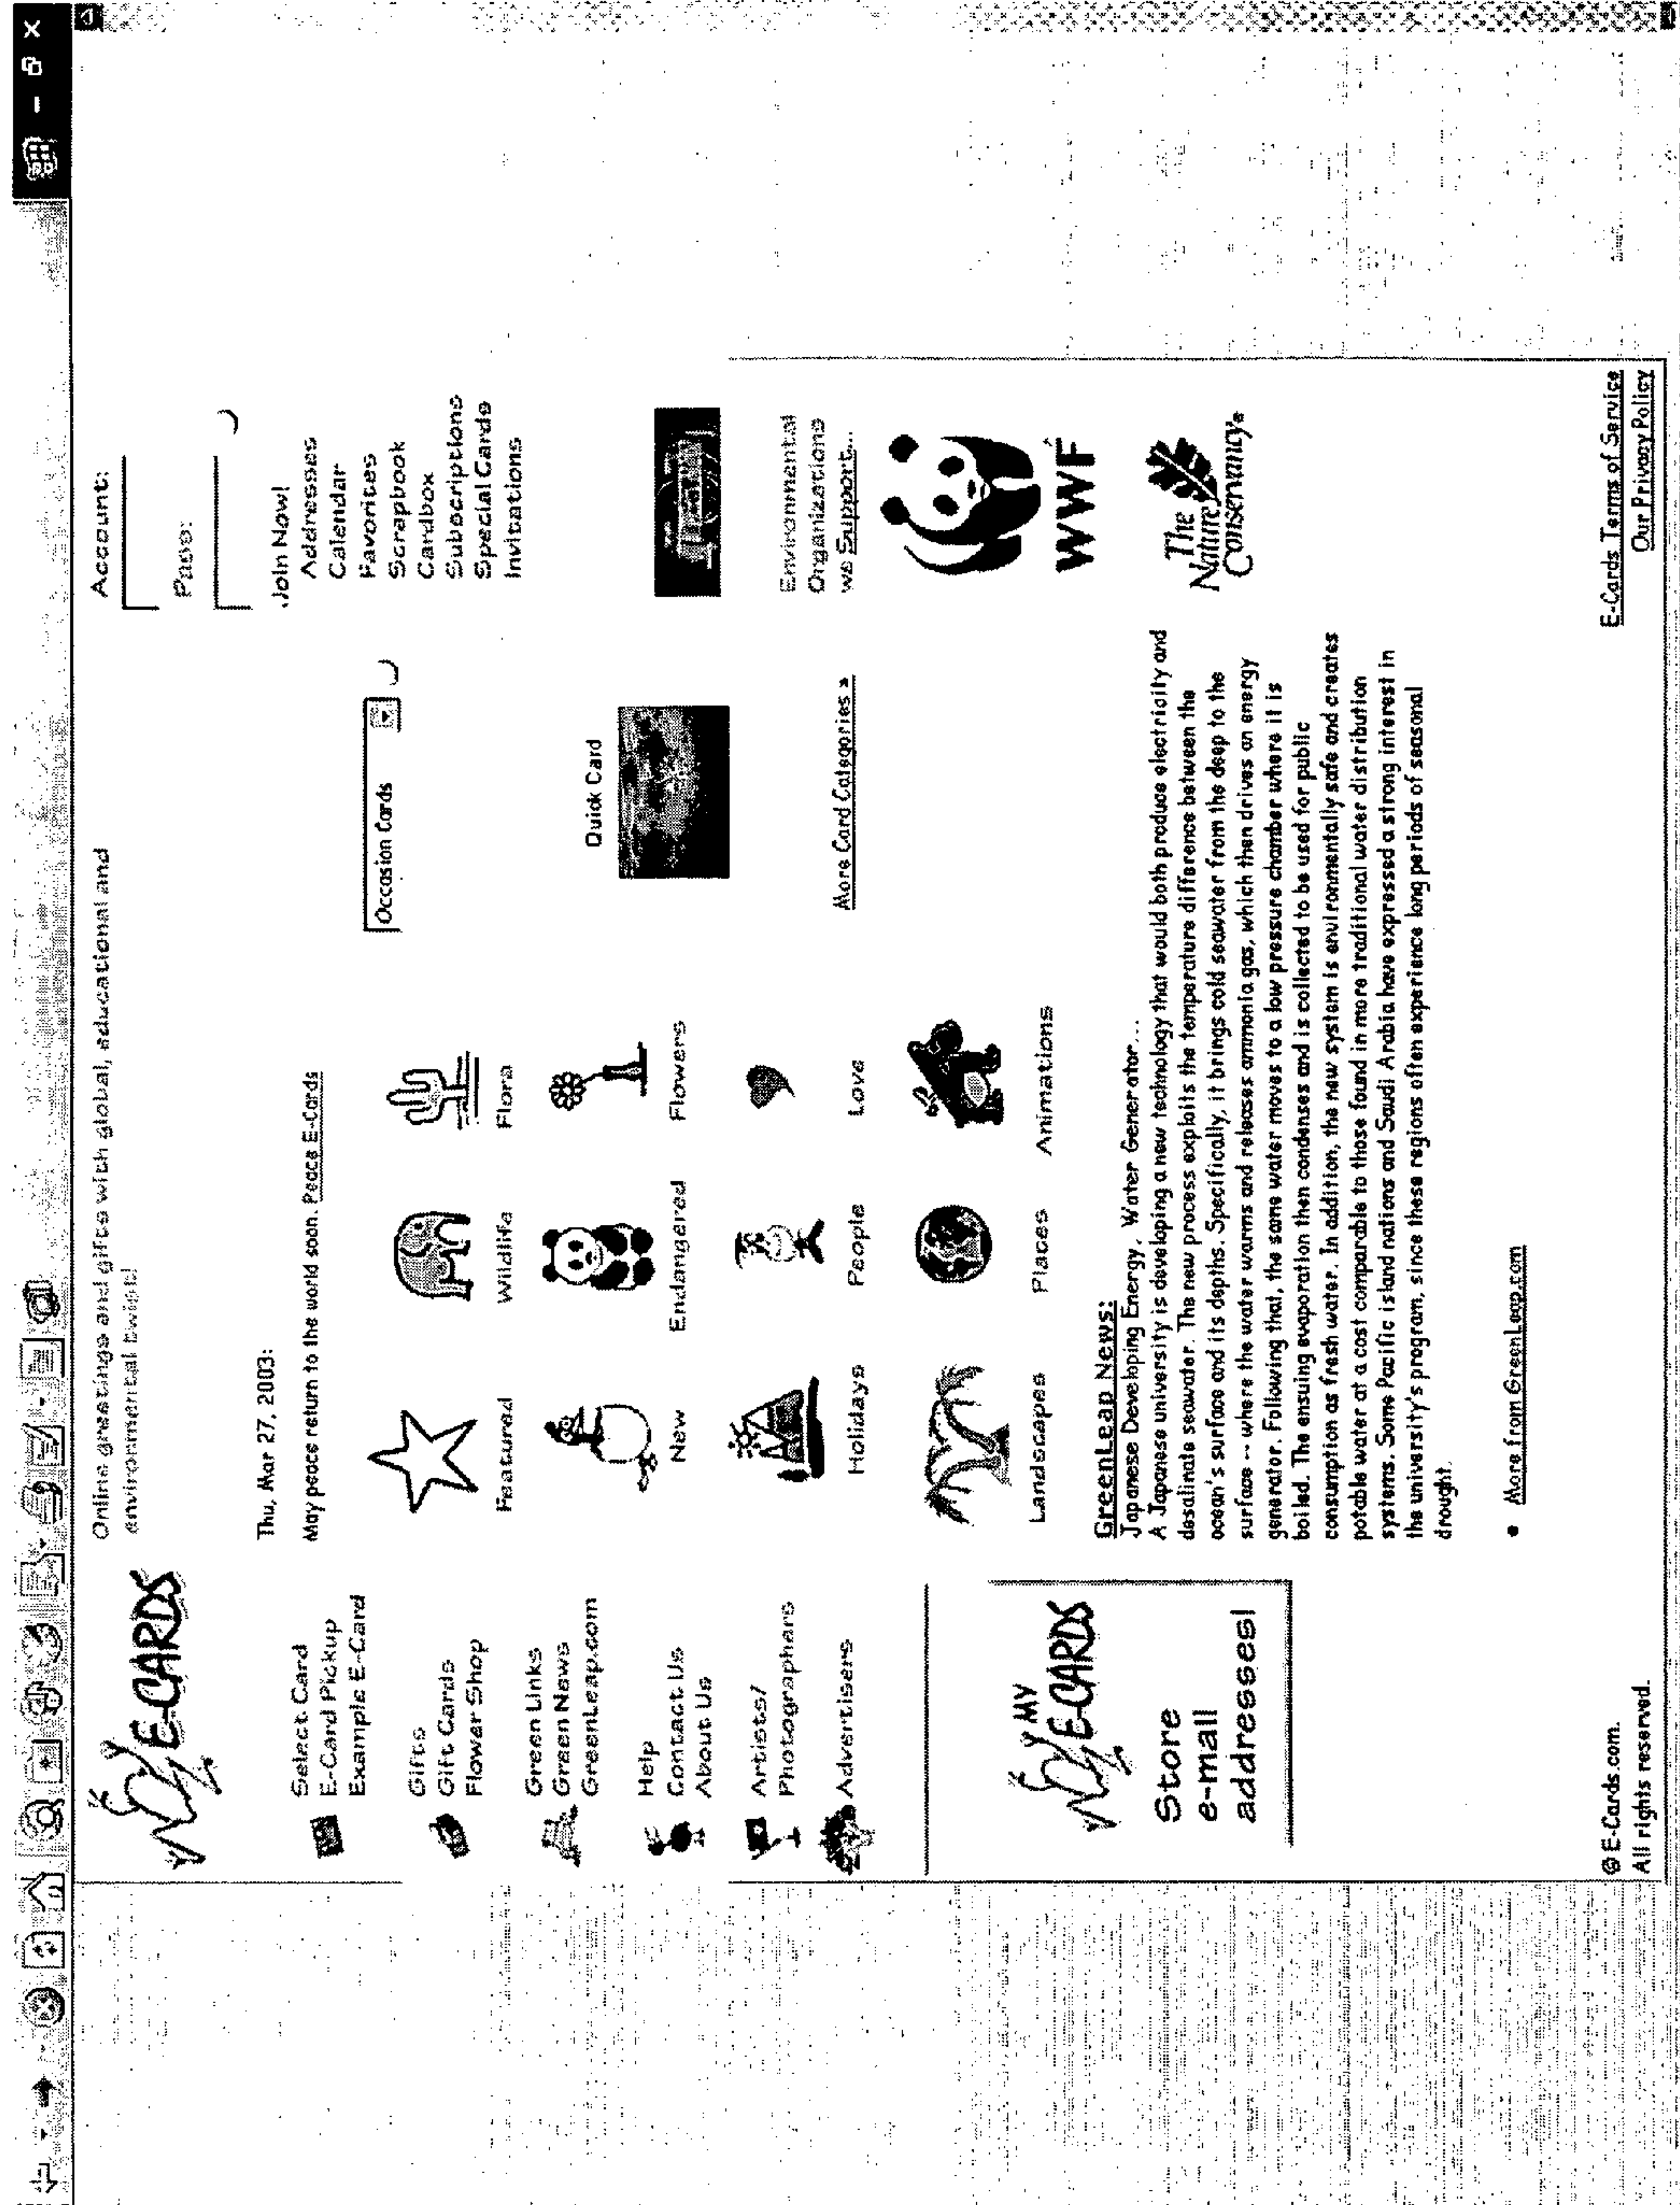 E-CARDS
Online greetings and gifts with global, educational and
environmental twist!
Account:
Pass:
Join Now!
Addresses
Calendar
Favorites
Scrapbook
Cardbox
Subscriptions
Special Cards
Invitations
Select Card
E-Card Pickup
Example E-Card
Gifts
Gift Cards
Flower Shop
Green Links
Green News
GreenLeap.com
Help
Contact Us
About Us
Artists/
Photographers
Advertisers
MY
E-CARDS
Store
e-mail
addresses!
Thu, Mar 27, 2003:
May peace return to the world soon. Peace E-Cards
Occasion Cards
Featured Wildlife Flora
Quick Card
New Endangered Flowers
Holidays People Love
More Card Categories »
Landscapes Places Animations
Environmental
Organizations
we Support...
WWF
The
Nature
Conservancy®
GreenLeap News:
Japanese Developing Energy, Water Generator...
A Japanese university is developing a new technology that would both produce electricity and
desalinate seawater. The new process exploits the temperature difference between the
ocean's surface and its depths. Specifically, it brings cold seawater from the deep to the
surface -- where the water warms and releases ammonia gas, which then drives an energy
generator. Following that, the same water moves to a low pressure chamber where it is
boiled. The ensuing evaporation then condenses and is collected to be used for public
consumption as fresh water. In addition, the new system is environmentally safe and creates
potable water at a cost comparable to those found in more traditional water distribution
systems. Some Pacific island nations and Saudi Arabia have expressed a strong interest in
the university's program, since these regions often experience long periods of seasonal
drought.
• More from GreenLeap.com
© E-Cards.com.
All rights reserved.
E-Cards Terms of Service
Our Privacy Policy